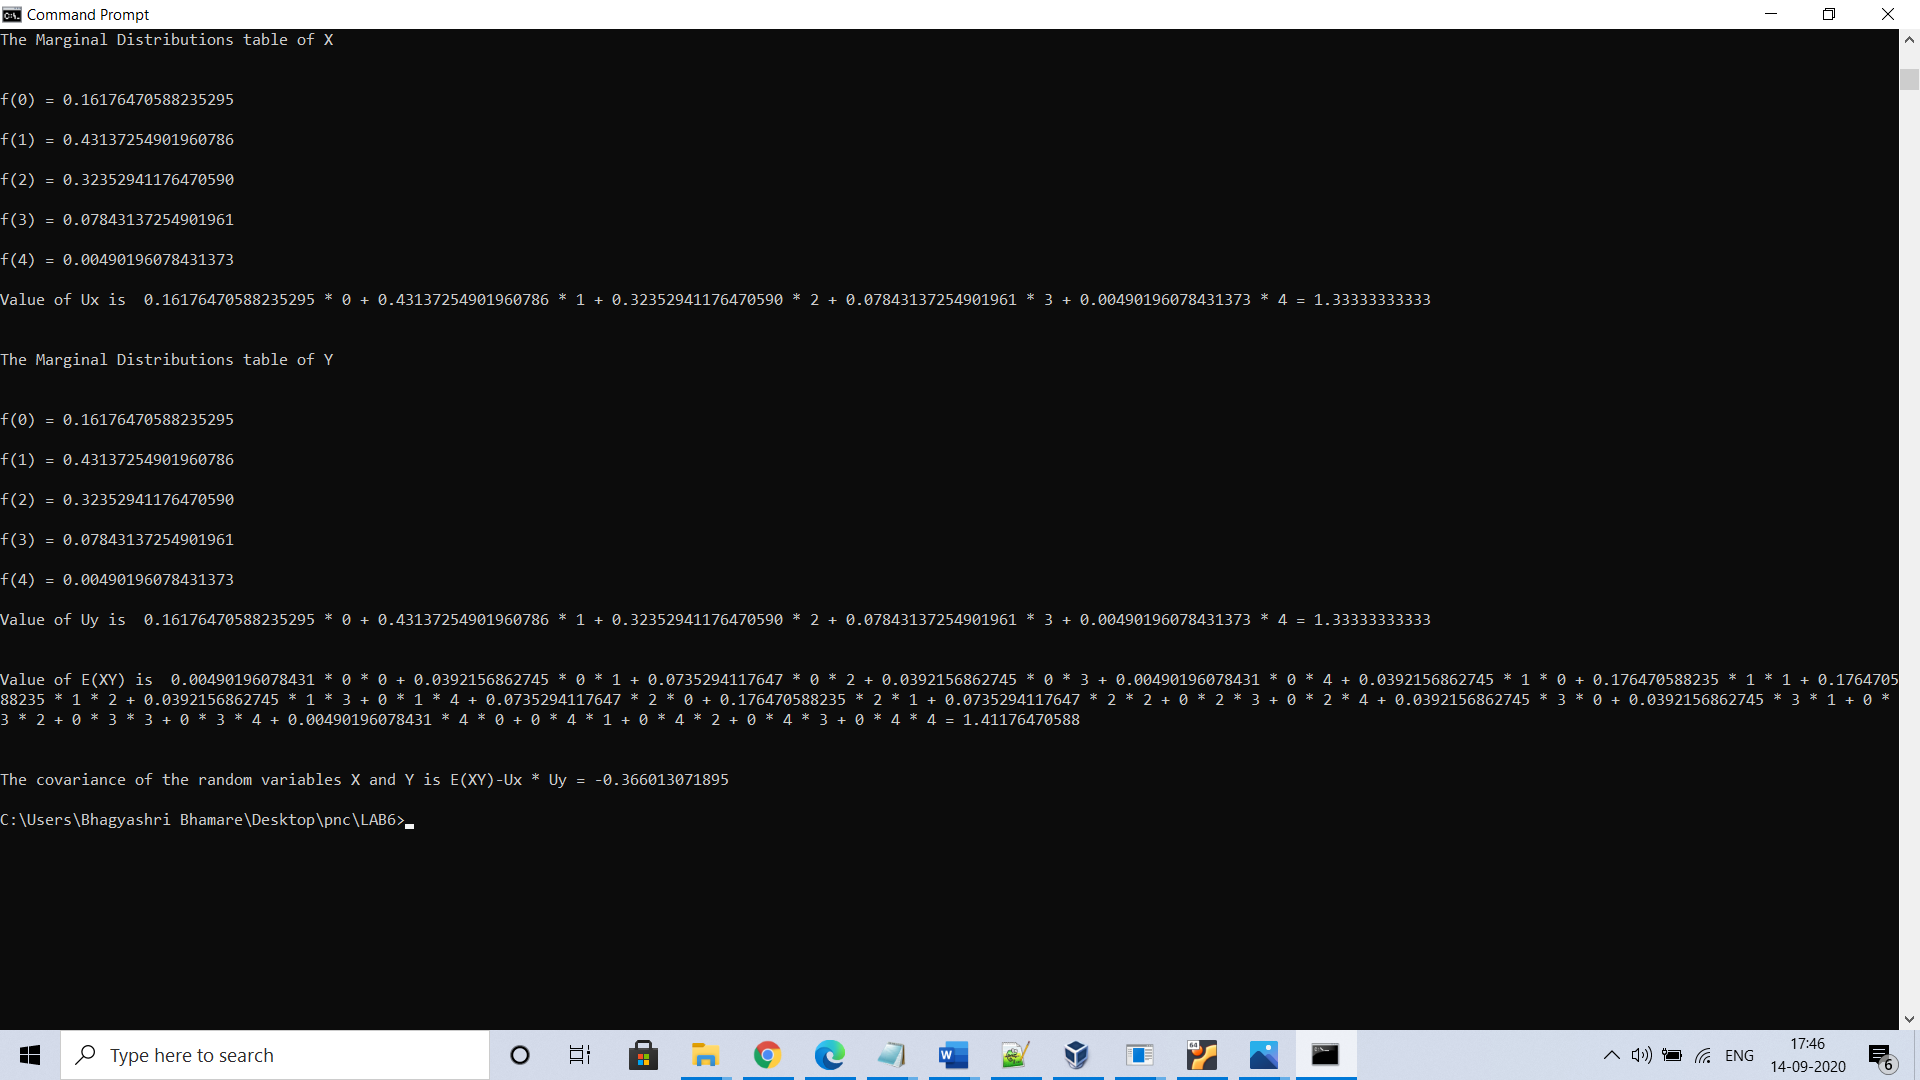 Command Prompt
The Marginal Distributions table of X
f(0) = 0.16176470588235295
f(1) = 0.43137254901960786
f(2) = 0.32352941176470590
f(3) = 0.07843137254901961
f(4) = 0.00490196078431373
Value of Ux is  0.16176470588235295 * 0 + 0.43137254901960786 * 1 + 0.32352941176470590 * 2 + 0.07843137254901961 * 3 + 0.00490196078431373 * 4 = 1.33333333333
The Marginal Distributions table of Y
f(0) = 0.16176470588235295
f(1) = 0.43137254901960786
f(2) = 0.32352941176470590
f(3) = 0.07843137254901961
f(4) = 0.00490196078431373
Value of Uy is  0.16176470588235295 * 0 + 0.43137254901960786 * 1 + 0.32352941176470590 * 2 + 0.07843137254901961 * 3 + 0.00490196078431373 * 4 = 1.33333333333
Value of E(XY) is  0.00490196078431 * 0 * 0 + 0.0392156862745 * 0 * 1 + 0.0735294117647 * 0 * 2 + 0.0392156862745 * 0 * 3 + 0.00490196078431 * 0 * 4 + 0.0392156862745 * 1 * 0 + 0.176470588235 * 1 * 1 + 0.1764705
88235 * 1 * 2 + 0.0392156862745 * 1 * 3 + 0 * 1 * 4 + 0.0735294117647 * 2 * 0 + 0.176470588235 * 2 * 1 + 0.0735294117647 * 2 * 2 + 0 * 2 * 3 + 0 * 2 * 4 + 0.0392156862745 * 3 * 0 + 0.0392156862745 * 3 * 1 + 0 *
3 * 2 + 0 * 3 * 3 + 0 * 3 * 4 + 0.00490196078431 * 4 * 0 + 0 * 4 * 1 + 0 * 4 * 2 + 0 * 4 * 3 + 0 * 4 * 4 = 1.41176470588
The covariance of the random variables X and Y is E(XY)-Ux * Uy = -0.366013071895
C:\Users\Bhagyashri Bhamare\Desktop\pnc\LAB6>
Type here to search
ENG
17:46
14-09-2020
6